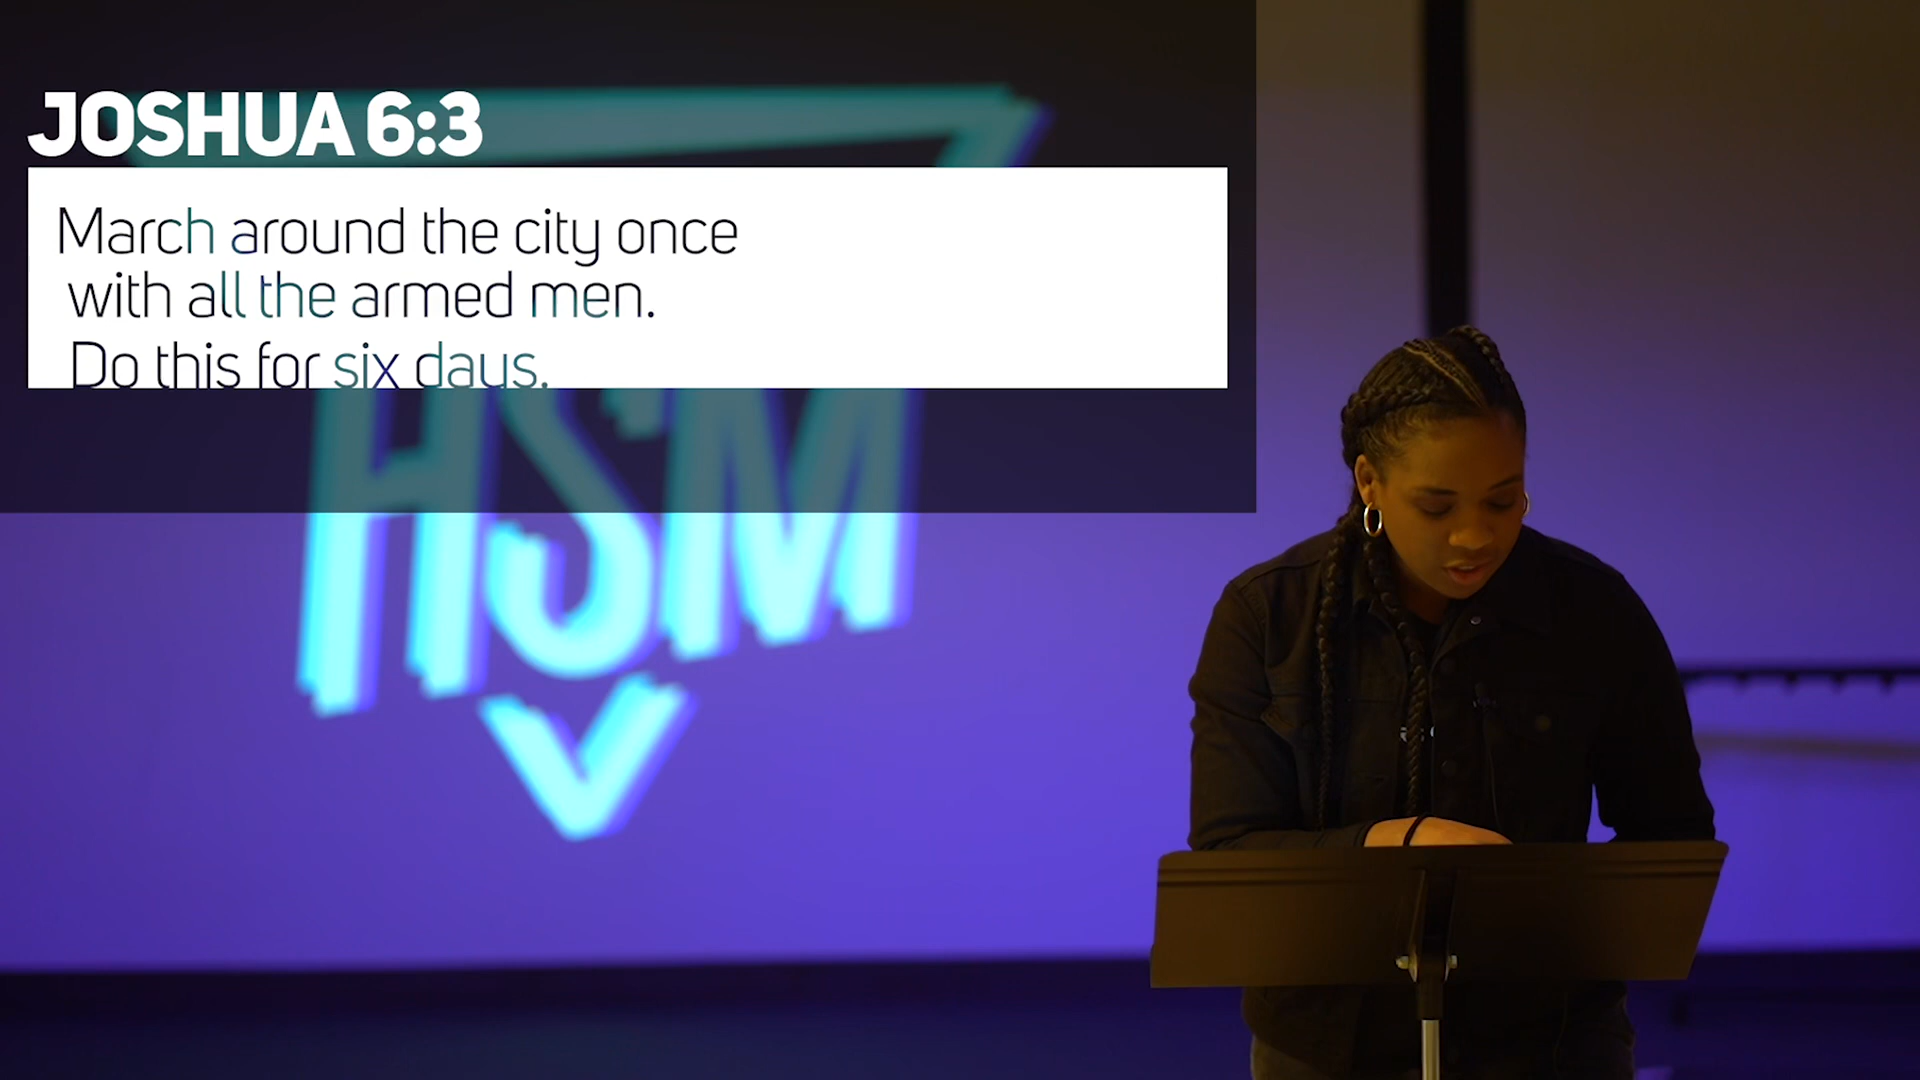 JOSHUA 6:3
March around the city once
with all the armed men.
Do this for six days.
HSM